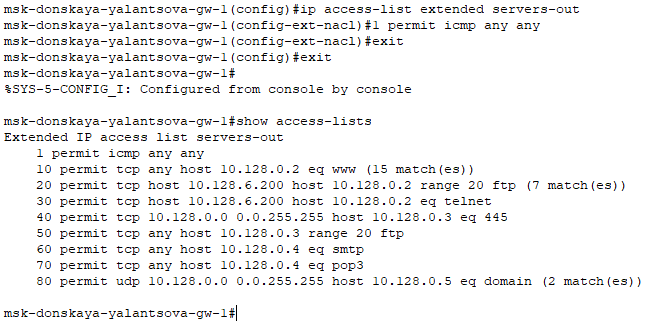 msk-donskaya-yalantsova-gw-1(config)#ip access-list extended servers-out
msk-donskaya-yalantsova-gw-1(config-ext-nacl)#1 permit icmp any any
msk-donskaya-yalantsova-gw-1(config-ext-nacl)#exit
msk-donskaya-yalantsova-gw-1(config)#exit
msk-donskaya-yalantsova-gw-1#
%SYS-5-CONFIG_I: Configured from console by console

msk-donskaya-yalantsova-gw-1#show access-lists
Extended IP access list servers-out
    1 permit icmp any any
    10 permit tcp any host 10.128.0.2 eq www (15 match(es))
    20 permit tcp host 10.128.6.200 host 10.128.0.2 range 20 ftp (7 match(es))
    30 permit tcp host 10.128.6.200 host 10.128.0.2 eq telnet
    40 permit tcp 10.128.0.0 0.0.255.255 host 10.128.0.3 eq 445
    50 permit tcp any host 10.128.0.3 range 20 ftp
    60 permit tcp any host 10.128.0.4 eq smtp
    70 permit tcp any host 10.128.0.4 eq pop3
    80 permit udp 10.128.0.0 0.0.255.255 host 10.128.0.5 eq domain (2 match(es))

msk-donskaya-yalantsova-gw-1#